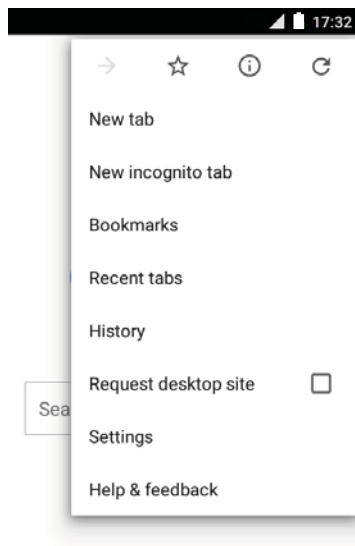 17:32
New tab
New incognito tab
Bookmarks
Recent tabs
History
Request desktop site
Sea
Settings
Help & feedback